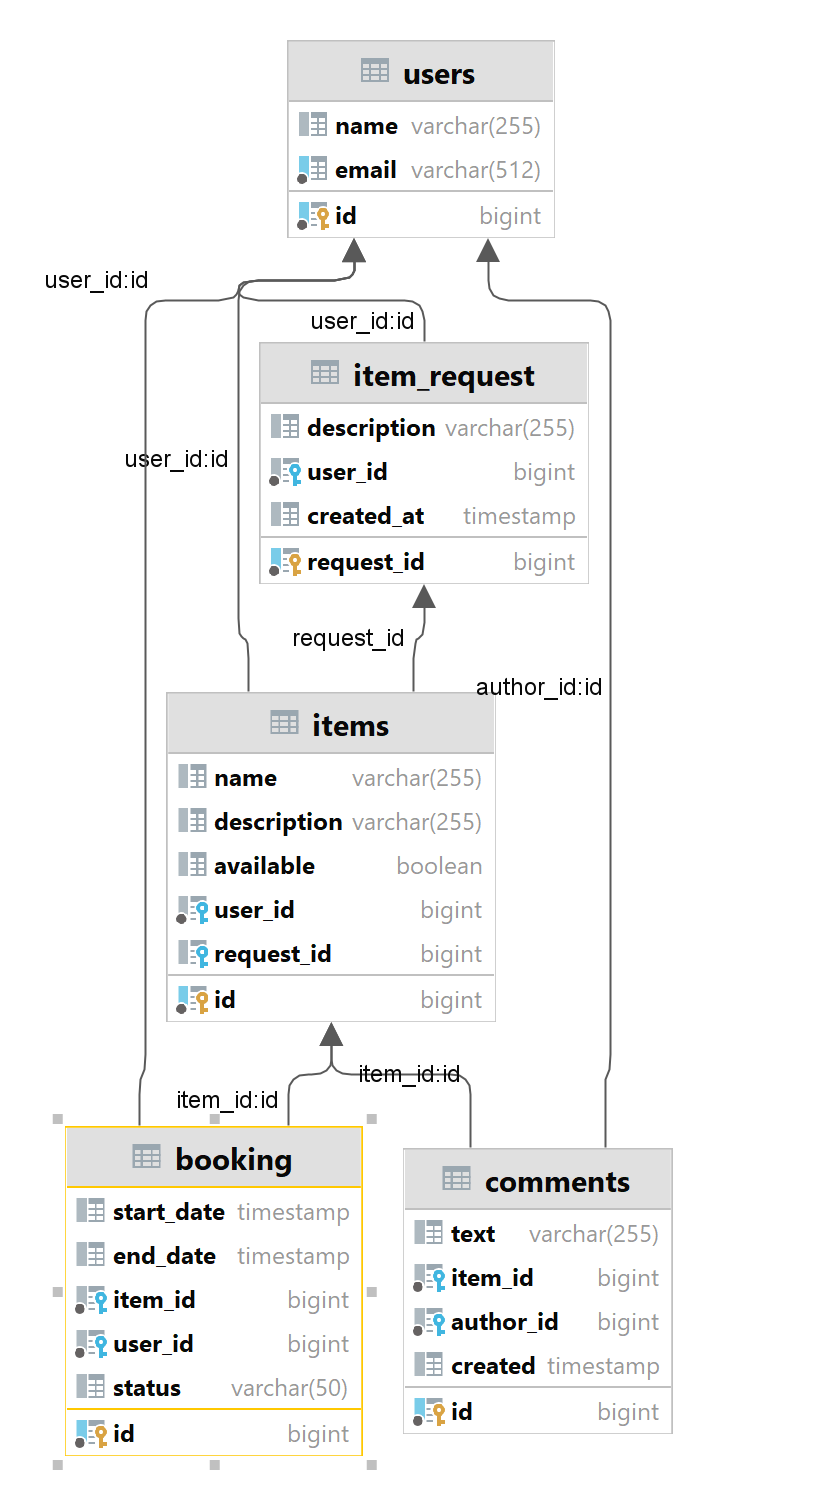 users
name varchar(255)
email varchar(512)
id bigint
user_id:id
user_id:id
item_request
description varchar(255)
user_id:id
user_id bigint
created_at timestamp
request_id bigint
request_id
author_id:id
items
name varchar(255)
description varchar(255)
available boolean
user_id bigint
request_id bigint
id bigint
item_id:id
item_id:id
booking
start_date timestamp
end_date timestamp
item_id bigint
user_id bigint
status varchar(50)
id bigint
comments
text varchar(255)
item_id bigint
author_id bigint
created timestamp
id bigint